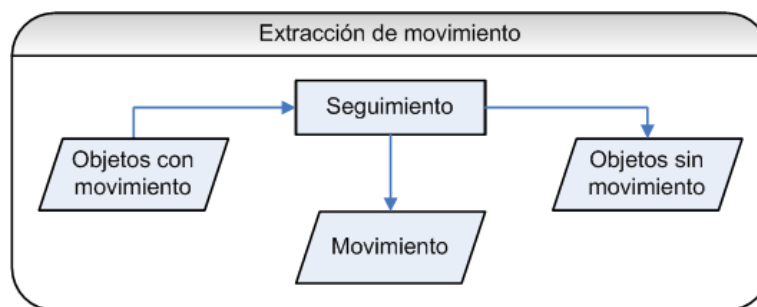 Extracción de movimiento
Seguimiento
Objetos con
movimiento
Objetos sin
movimiento
Movimiento